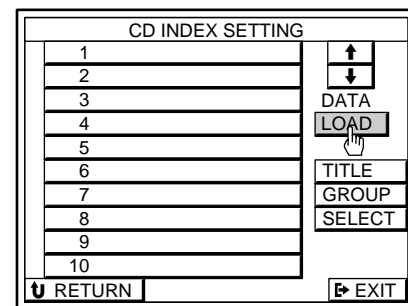 CD INDEX SETTING
1
2
3
4
5
6
7
8
9
10
DATA
LOAD
TITLE
GROUP
SELECT
RETURN
EXIT